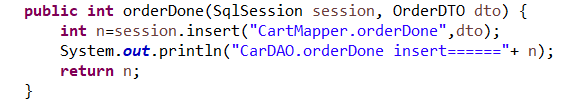 public int orderDone(SqlSession session, OrderDTO dto) {
int n=session.insert("CartMapper.orderDone",dto);
System.out.println("CarDAO.orderDone insert======"+ n);
return n;
}